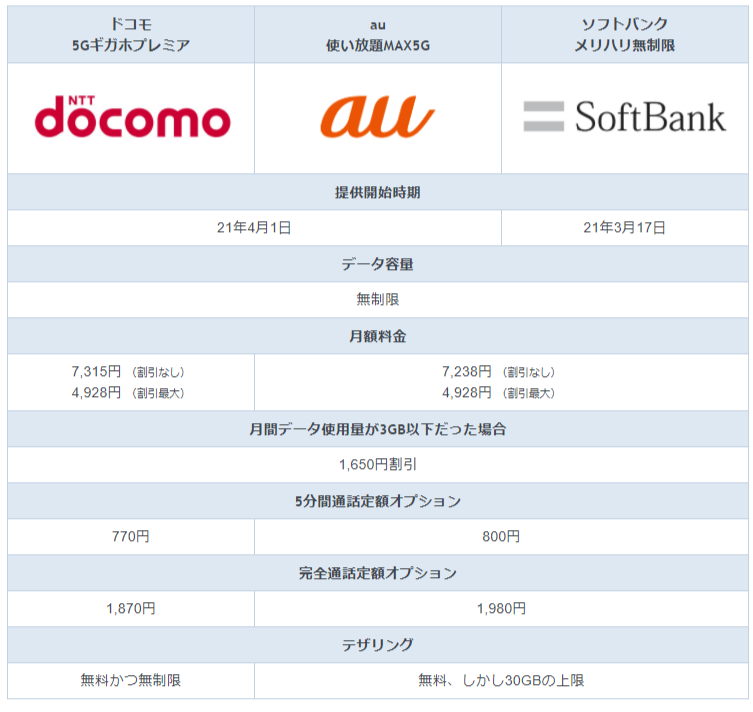 ドコモ
5Gギガホプレミア
au
使い放題MAX5G
ソフトバンク
メリハリ無制限
NTT
docomo
au
SoftBank
提供開始時期
21年4月1日
21年3月17日
データ容量
無制限
月額料金
7,315円 （割引なし）
4,928円 （割引最大）
7,238円 （割引なし）
4,928円 （割引最大）
月間データ使用量が3GB以下だった場合
1,650円割引
5分間通話定額オプション
770円
800円
完全通話定額オプション
1,870円
1,980円
テザリング
無料かつ無制限
無料、しかし30GBの上限